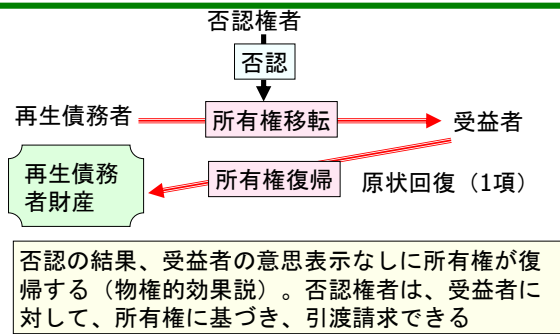 否認権者
否認
再生債務者
所有権移転
受益者
再生債務
者財産
所有権復帰
原状回復（1項）
否認の結果、受益者の意思表示なしに所有権が復
帰する（物権的効果説）。否認権者は、受益者に
対して、所有権に基づき、引渡請求できる